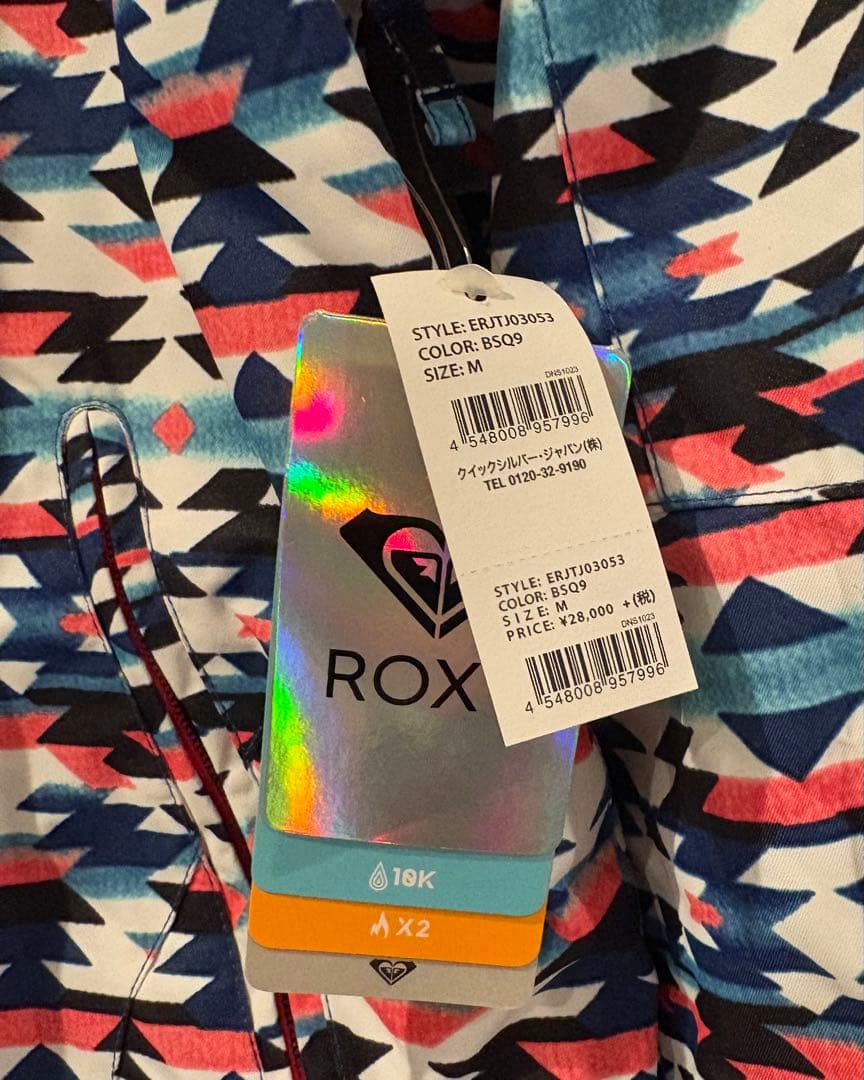 STYLE: ERJTJ03053
COLOR: BSQ9
SIZE: M
DNS1023
4 548008 957996
クイックシルバー・ジャパン(株)
TEL 0120-32-9190
STYLE: ERJTJ03053
COLOR: BSQ9
SIZE: M
PRICE: ¥28,000 +(税)
DNS1023
4 548008 957996
ROX
10K
X2